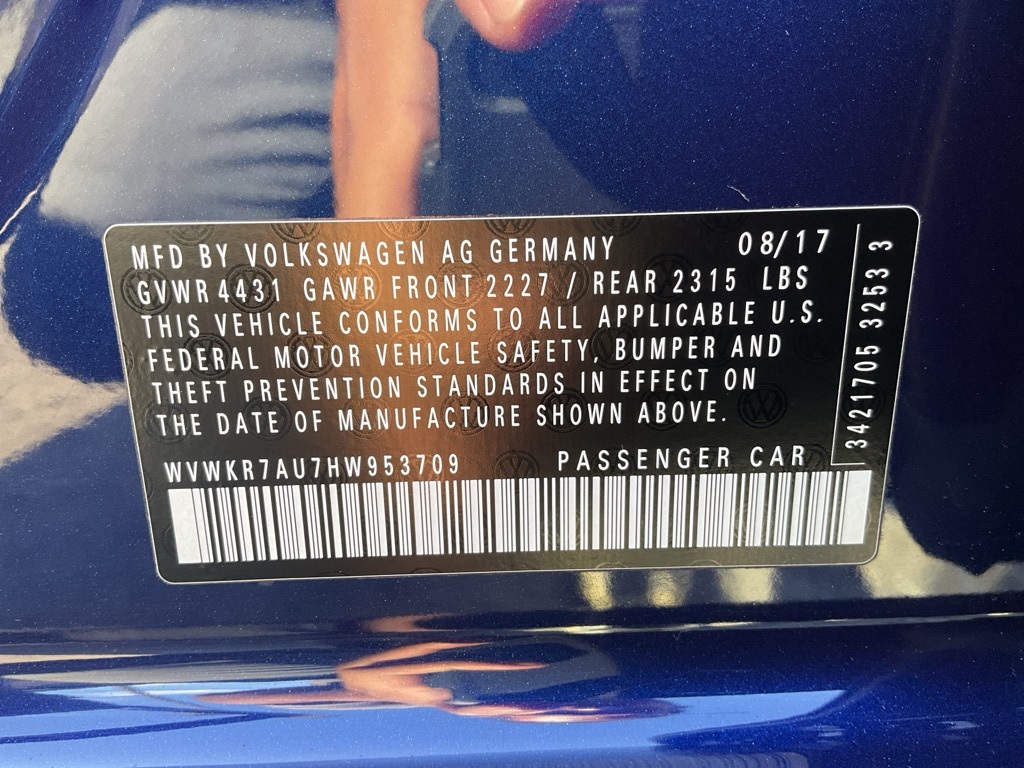 MFD BY VOLKSWAGEN AG GERMANY 08/17
GVWR 4431 GAWR FRONT 2227 / REAR 2315 LBS
THIS VEHICLE CONFORMS TO ALL APPLICABLE U.S.
FEDERAL MOTOR VEHICLE SAFETY, BUMPER AND
THEFT PREVENTION STANDARDS IN EFFECT ON
THE DATE OF MANUFACTURE SHOWN ABOVE.
WVWKR7AU7HW953709 PASSENGER CAR
3421705 32533 3